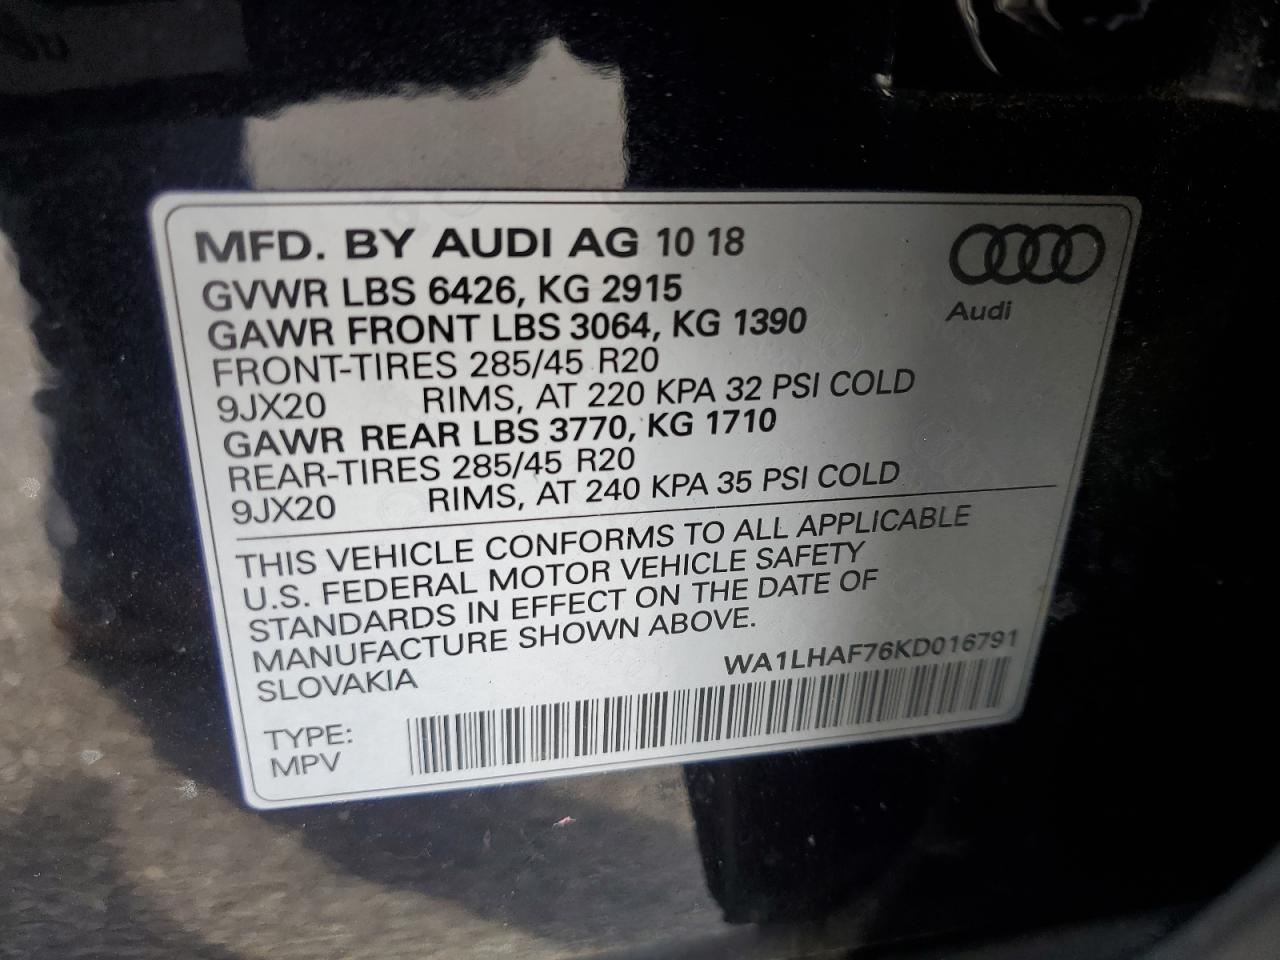 MFD. BY AUDI AG 10 18
GVWR LBS 6426, KG 2915
GAWR FRONT LBS 3064, KG 1390
FRONT-TIRES 285/45 R20
9JX20 RIMS, AT 220 KPA 32 PSI COLD
GAWR REAR LBS 3770, KG 1710
REAR-TIRES 285/45 R20
9JX20 RIMS, AT 240 KPA 35 PSI COLD
Audi
THIS VEHICLE CONFORMS TO ALL APPLICABLE
U.S. FEDERAL MOTOR VEHICLE SAFETY
STANDARDS IN EFFECT ON THE DATE OF
MANUFACTURE SHOWN ABOVE.
SLOVAKIA
WA1LHAF76KD016791
TYPE:
MPV